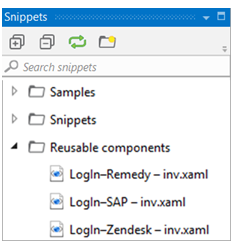 Snippets
Search snippets
Samples
Snippets
Reusable components
LogIn–Remedy – inv.xaml
LogIn–SAP – inv.xaml
LogIn–Zendesk – inv.xaml